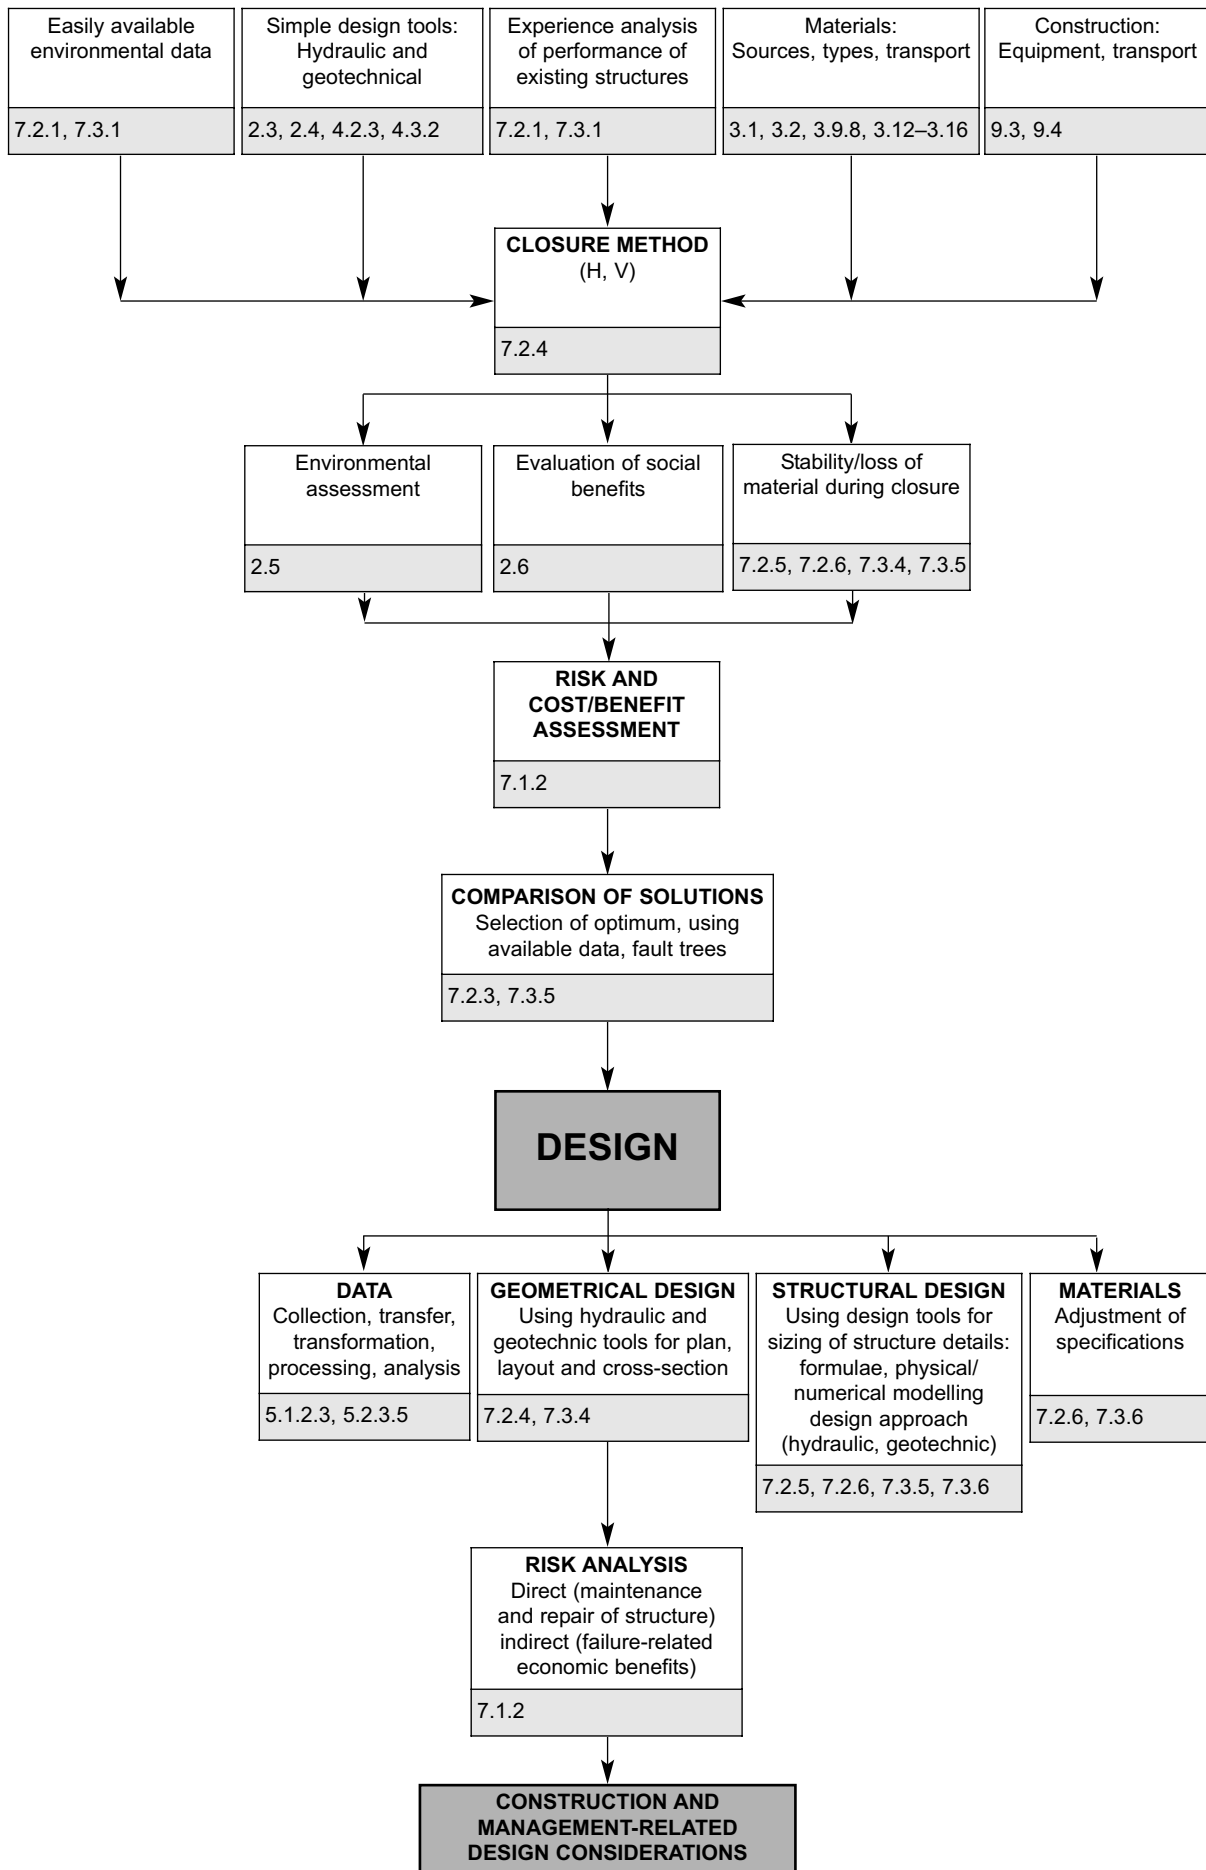 Easily available
environmental data
7.2.1, 7.3.1
Simple design tools:
Hydraulic and
geotechnical
2.3, 2.4, 4.2.3, 4.3.2
Experience analysis
of performance of
existing structures
7.2.1, 7.3.1
Materials:
Sources, types, transport
3.1, 3.2, 3.9.8, 3.12–3.16
Construction:
Equipment, transport
9.3, 9.4
CLOSURE METHOD
(H, V)
7.2.4
Environmental
assessment
2.5
Evaluation of social
benefits
2.6
Stability/loss of
material during closure
7.2.5, 7.2.6, 7.3.4, 7.3.5
RISK AND
COST/BENEFIT
ASSESSMENT
7.1.2
COMPARISON OF SOLUTIONS
Selection of optimum, using
available data, fault trees
7.2.3, 7.3.5
DESIGN
DATA
Collection, transfer,
transformation,
processing, analysis
5.1.2.3, 5.2.3.5
GEOMETRICAL DESIGN
Using hydraulic and
geotechnic tools for plan,
layout and cross-section
7.2.4, 7.3.4
STRUCTURAL DESIGN
Using design tools for
sizing of structure details:
formulae, physical/
numerical modelling
design approach
(hydraulic, geotechnic)
7.2.5, 7.2.6, 7.3.5, 7.3.6
MATERIALS
Adjustment of
specifications
7.2.6, 7.3.6
RISK ANALYSIS
Direct (maintenance
and repair of structure)
indirect (failure-related
economic benefits)
7.1.2
CONSTRUCTION AND
MANAGEMENT-RELATED
DESIGN CONSIDERATIONS